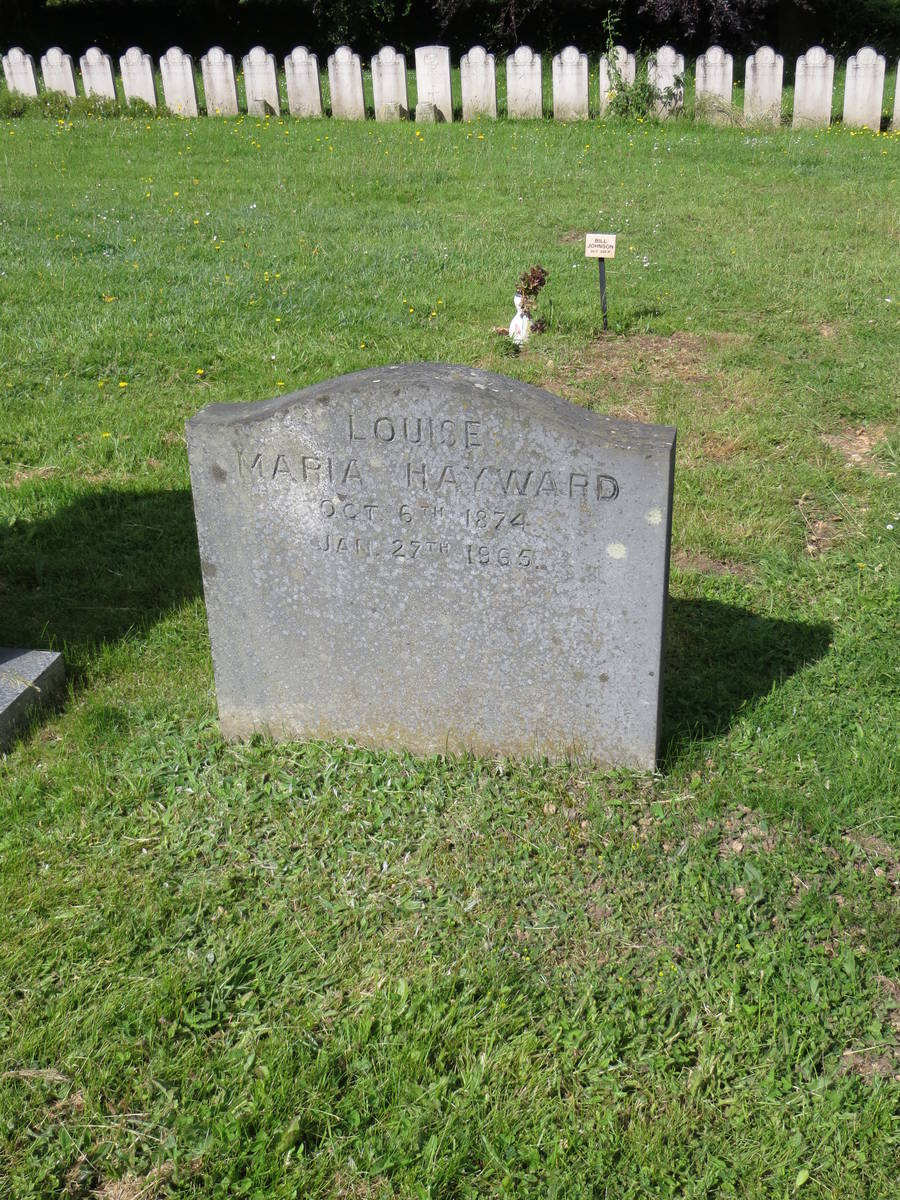 BILL
JOHNSON
LOUISE
MARIA HAYWARD
OCT. 6TH 1874
JAN. 27TH 1965